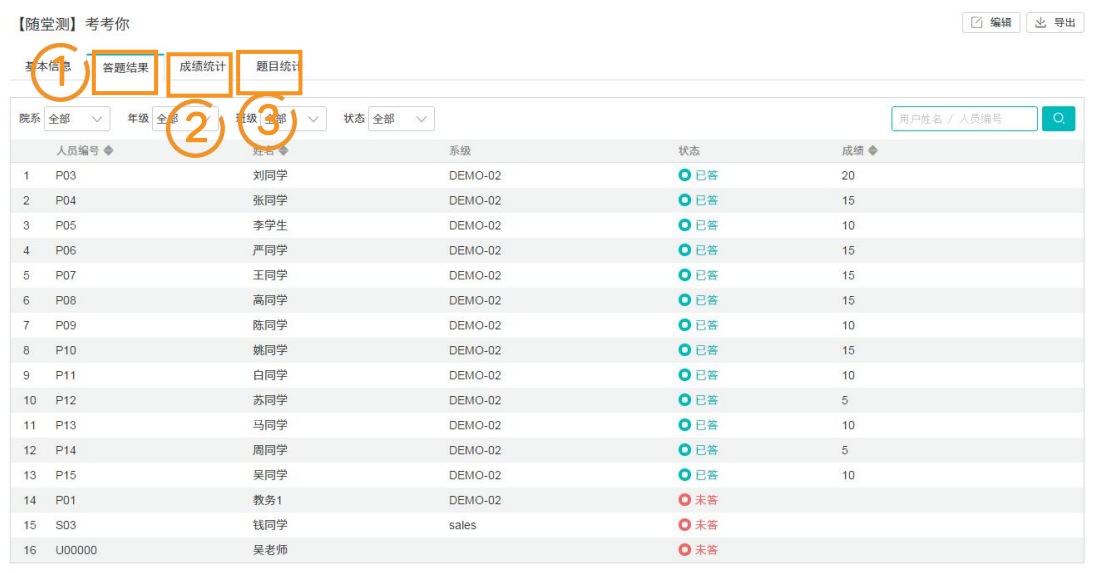 【随堂测】考考你 编辑 导出
基本信息 ① 答题结果 成绩统计 题目统计
院系 全部 年级 全部 ② 班级 全部 ③ 状态 全部 用户姓名 / 人员编号
人员编号 姓名 系级 状态 成绩
1 P03 刘同学 DEMO-02 已答 20
2 P04 张同学 DEMO-02 已答 15
3 P05 李学生 DEMO-02 已答 10
4 P06 严同学 DEMO-02 已答 15
5 P07 王同学 DEMO-02 已答 15
6 P08 高同学 DEMO-02 已答 15
7 P09 陈同学 DEMO-02 已答 10
8 P10 姚同学 DEMO-02 已答 15
9 P11 白同学 DEMO-02 已答 10
10 P12 苏同学 DEMO-02 已答 5
11 P13 马同学 DEMO-02 已答 10
12 P14 周同学 DEMO-02 已答 5
13 P15 吴同学 DEMO-02 已答 10
14 P01 教务1 DEMO-02 未答
15 S03 钱同学 sales 未答
16 U00000 吴老师 未答